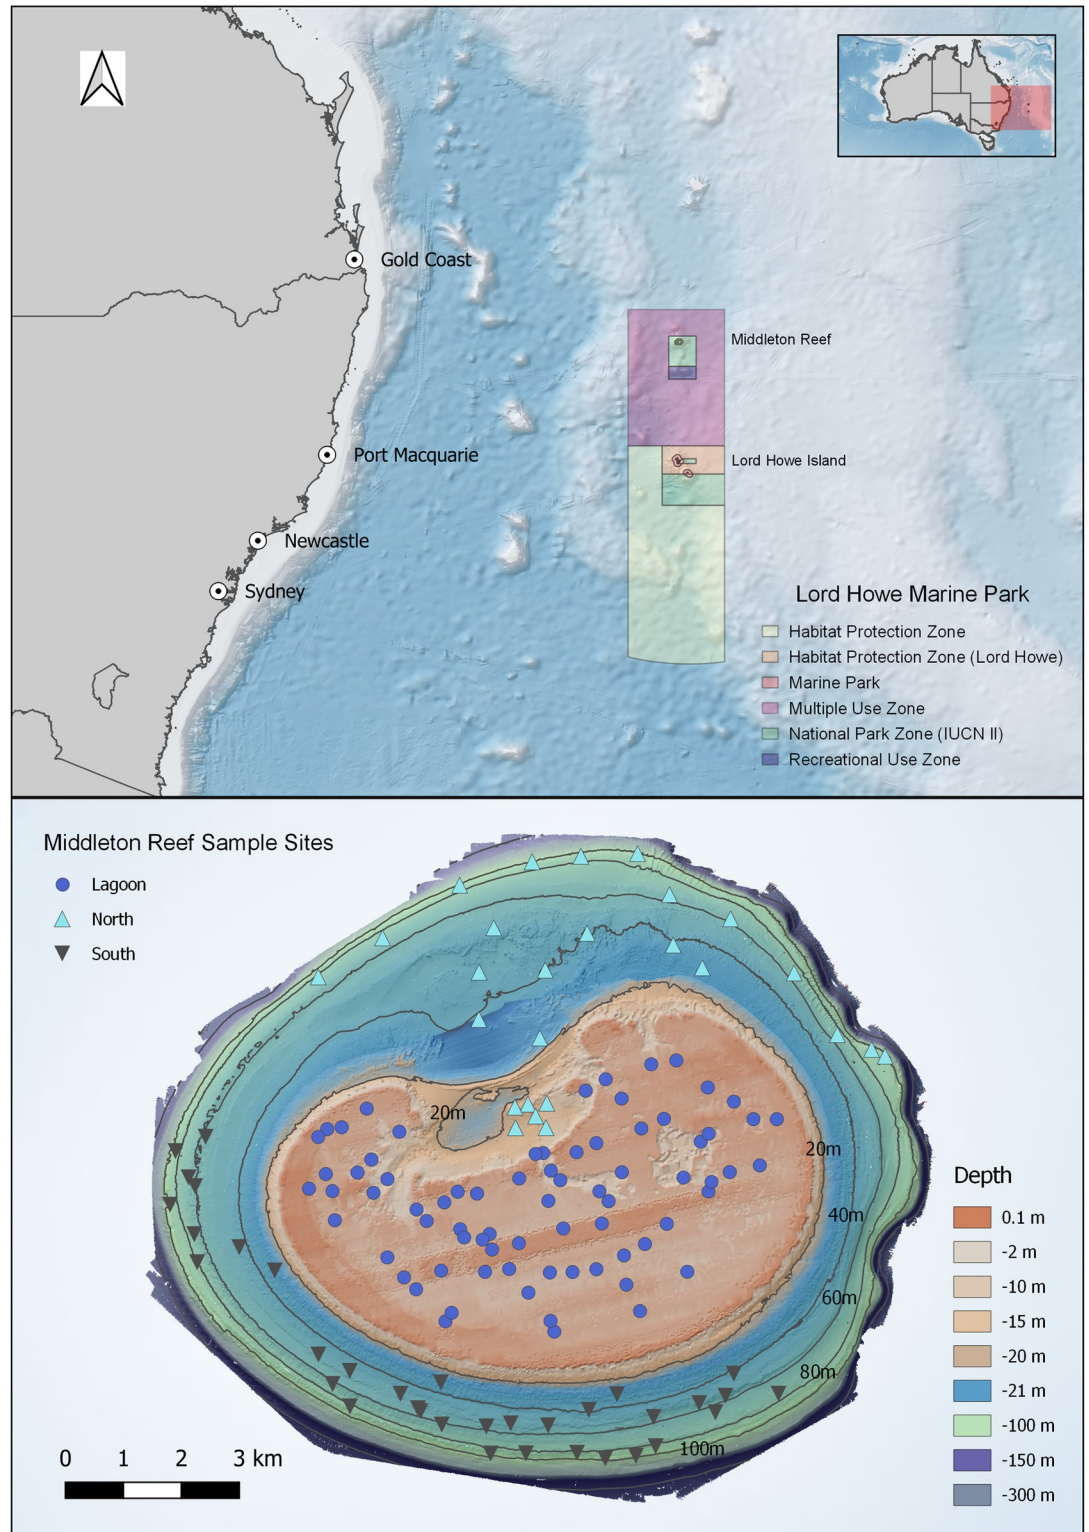 Gold Coast
Middleton Reef
Port Macquarie
Lord Howe Island
Newcastle
Sydney
Lord Howe Marine Park
Habitat Protection Zone
Habitat Protection Zone (Lord Howe)
Marine Park
Multiple Use Zone
National Park Zone (IUCN II)
Recreational Use Zone
Middleton Reef Sample Sites
Lagoon
North
South
20m
20m
40m
60m
80m
100m
Depth
0.1 m
-2 m
-10 m
-15 m
-20 m
-21 m
-100 m
-150 m
-300 m
0 1 2 3 km